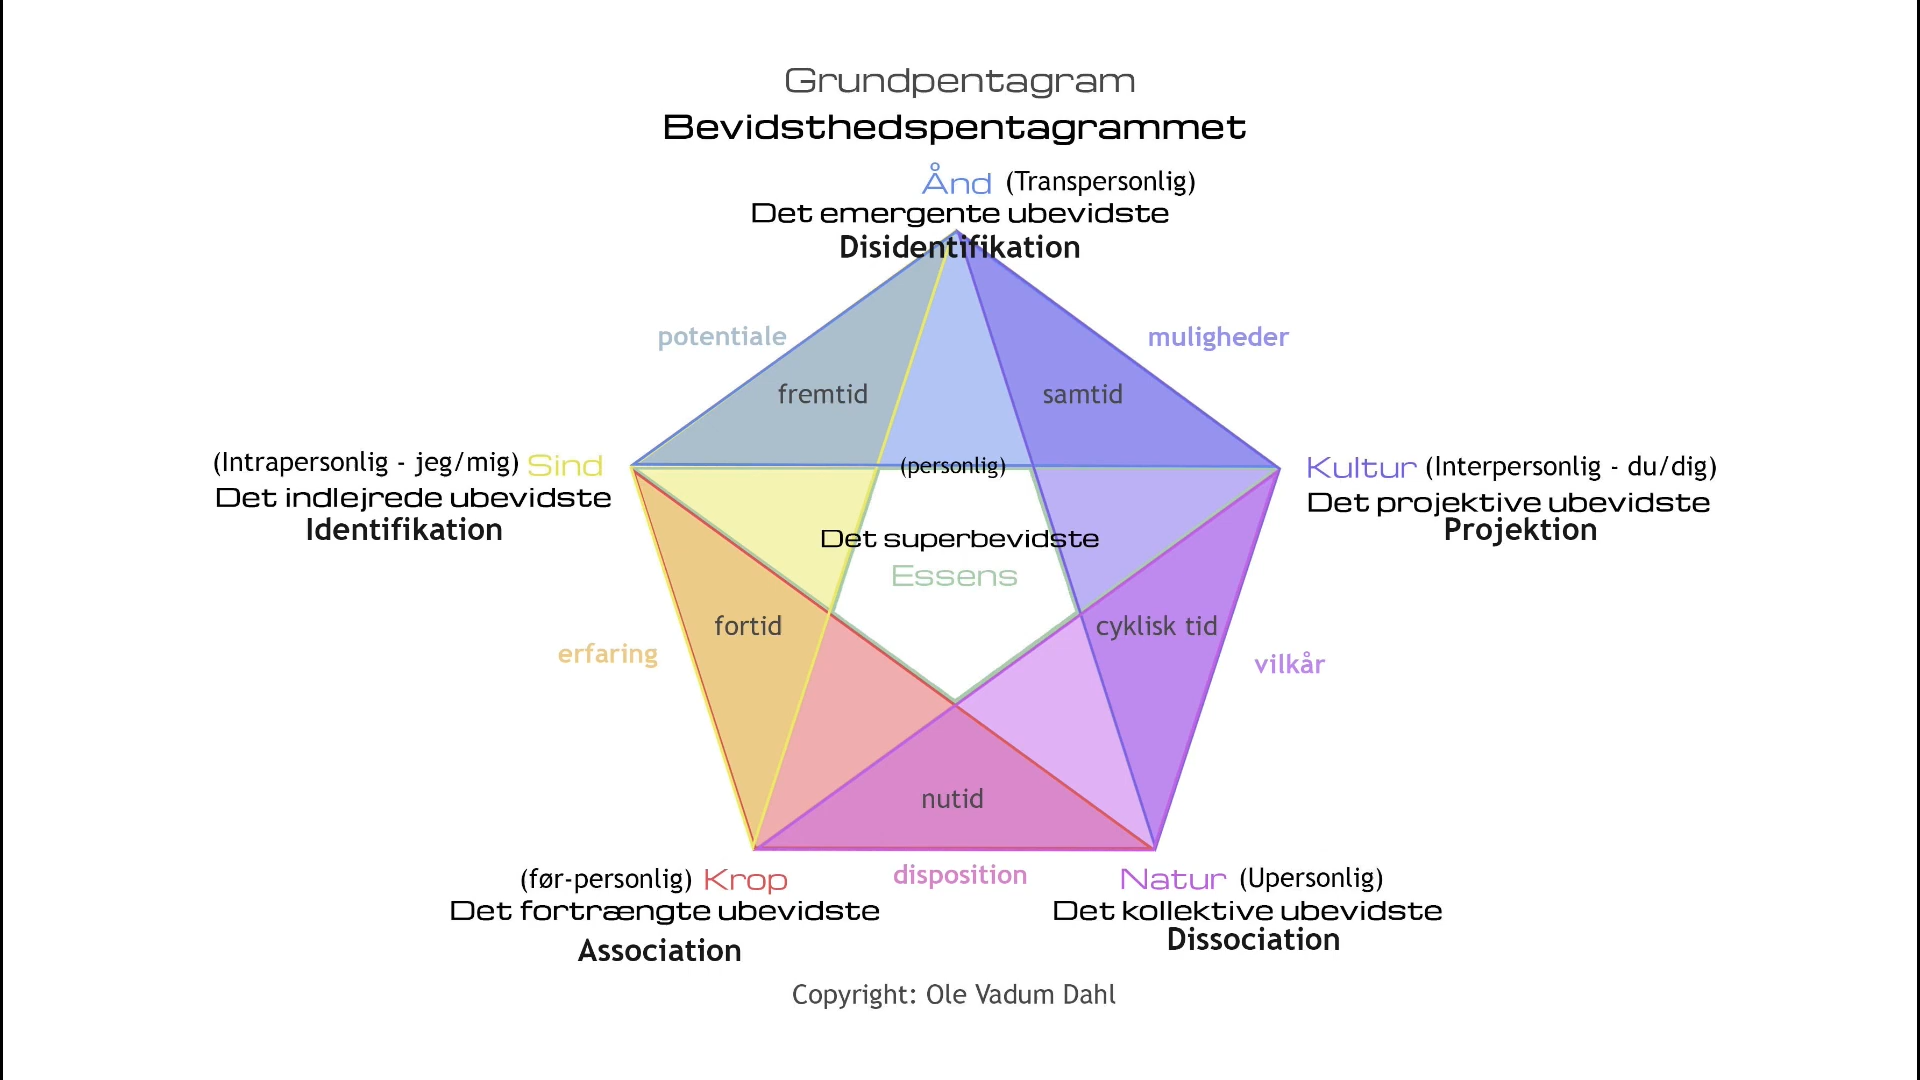 Grundpentagram
Bevidsthedspentagrammet
Ånd (Transpersonlig)
Det emergente ubevidste
Disidentifikation
potentiale
muligheder
fremtid
samtid
(Intrapersonlig - jeg/mig) Sind
Det indlejrede ubevidste
Identifikation
(personlig)
Kultur (Interpersonlig - du/dig)
Det projektive ubevidste
Projektion
Det superbevidste
Essens
fortid
cyklisk tid
erfaring
vilkår
nutid
disposition
(før-personlig) Krop
Det fortrængte ubevidste
Association
Natur (Upersonlig)
Det kollektive ubevidste
Dissociation
Copyright: Ole Vadum Dahl